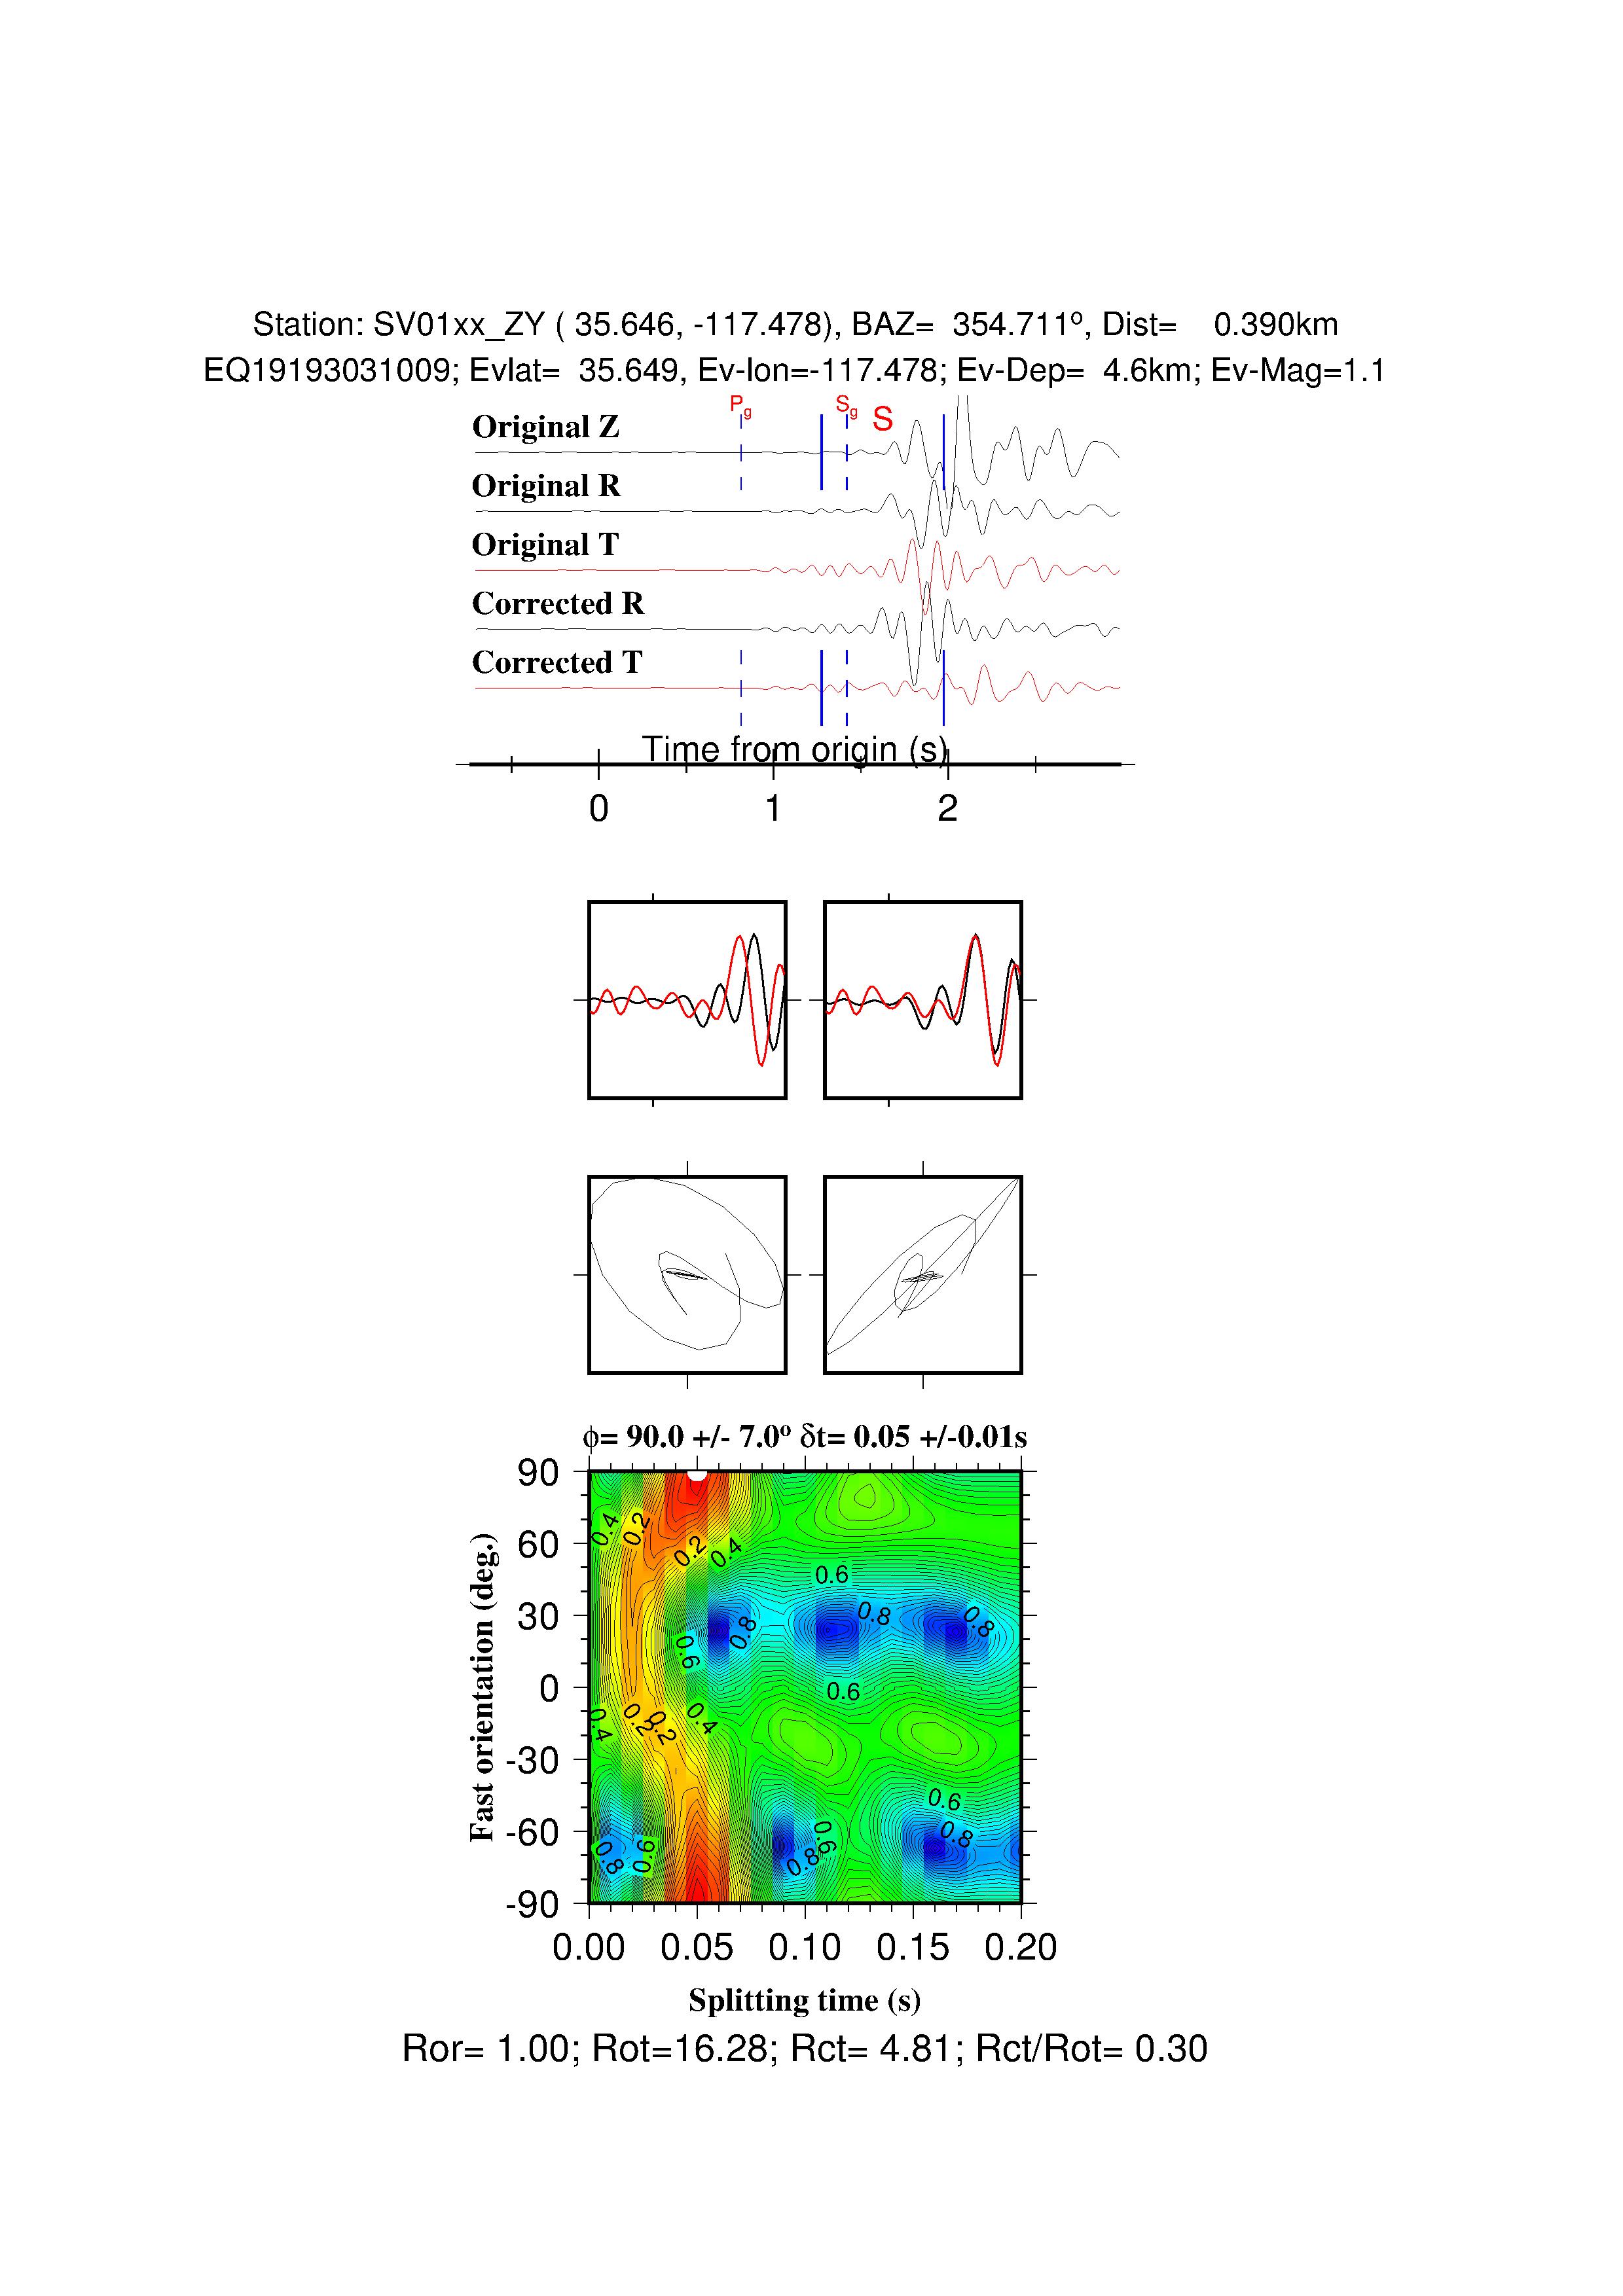 Station: SV01xx_ZY ( 35.646, -117.478), BAZ= 354.711º, Dist= 0.390km
EQ19193031009; Evlat= 35.649, Ev-lon=-117.478; Ev-Dep= 4.6km; Ev-Mag=1.1
Pg Sg S
Original Z
Original R
Original T
Corrected R
Corrected T
Time from origin (s)
0 1 2
ϕ= 90.0 +/- 7.0º δt= 0.05 +/-0.01s
90
60
30
0
-30
-60
-90
Fast orientation (deg.)
0.4 0.2 0.2 0.4
0.6
0.8 0.8 0.8
0.6
0.6
0.4 0.2 0.2 0.4
0.6
0.8 0.6 0.8 0.6 0.8
0.00 0.05 0.10 0.15 0.20
Splitting time (s)
Ror= 1.00; Rot=16.28; Rct= 4.81; Rct/Rot= 0.30